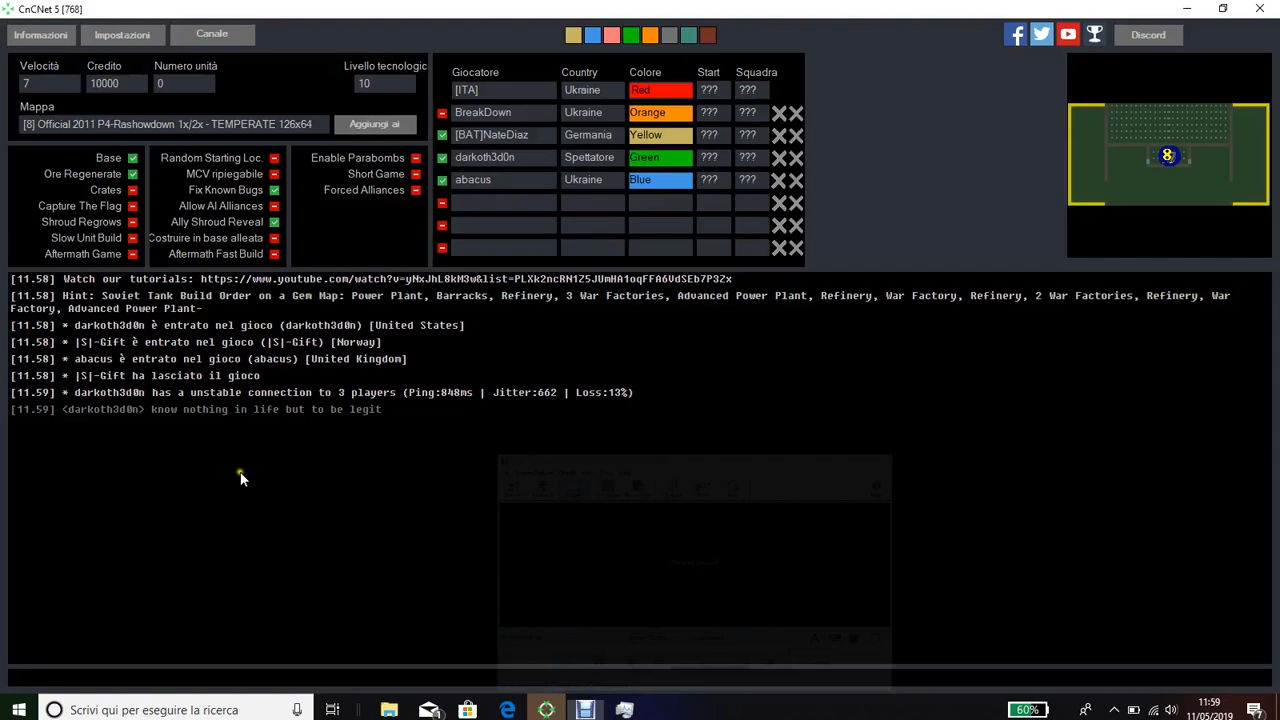 CnCNet 5 [768]
Informazioni Impostazioni Canale Discord
Velocità Credito Numero unità Livello tecnologic
7 10000 0 10
Mappa
[8] Official 2011 P4-Rashowdown 1x/2x - TEMPERATE 126x64 Aggiungi ai
Base Random Starting Loc. Enable Parabombs
Ore Regenerate MCV ripiegabile Short Game
Crates Fix Known Bugs Forced Alliances
Capture The Flag Allow AI Alliances
Shroud Regrows Ally Shroud Reveal
Slow Unit Build Costruire in base alleata
Aftermath Game Aftermath Fast Build
Giocatore Country Colore Start Squadra
[ITA] Ukraine Red ??? ???
BreakDown Ukraine Orange ??? ???
[BAT]NateDiaz Germania Yellow ??? ???
darkoth3d0n Spettatore Green ??? ???
abacus Ukraine Blue ??? ???
[11.58] Watch our tutorials: https://www.youtube.com/watch?v=yNxJhL8kM3w&list=PLXk2ncRN1Z5JUmHA1oqFFA6VdSEb7P3Zx
[11.58] Hint: Soviet Tank Build Order on a Gem Map: Power Plant, Barracks, Refinery, 3 War Factories, Advanced Power Plant, Refinery, War Factory, Refinery, 2 War Factories, Refinery, War
Factory, Advanced Power Plant-
[11.58] * darkoth3d0n è entrato nel gioco (darkoth3d0n) [United States]
[11.58] * |S|-Gift è entrato nel gioco (|S|-Gift) [Norway]
[11.58] * abacus è entrato nel gioco (abacus) [United Kingdom]
[11.58] * |S|-Gift ha lasciato il gioco
[11.59] * darkoth3d0n has a unstable connection to 3 players (Ping:848ms | Jitter:662 | Loss:13%)
[11.59] <darkoth3d0n> know nothing in life but to be legit
Scrivi qui per eseguire la ricerca
60%
11:59
11/05/2019